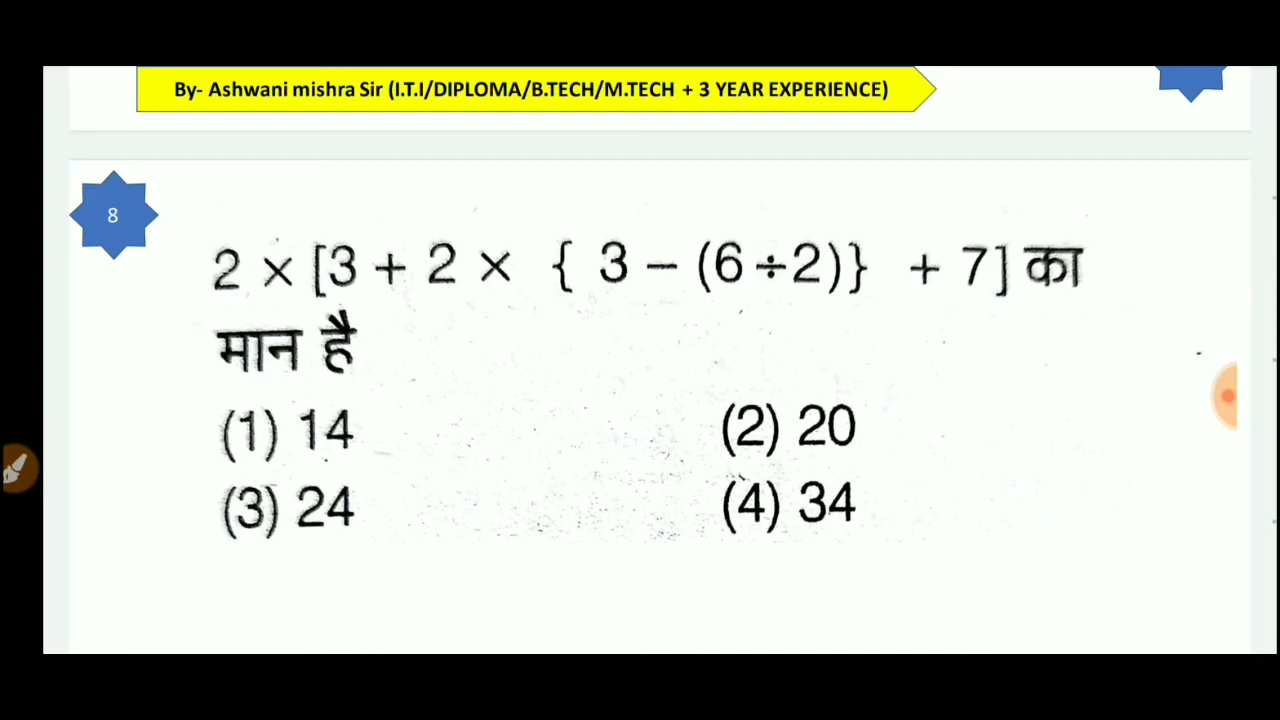 By- Ashwani mishra Sir (I.T.I/DIPLOMA/B.TECH/M.TECH + 3 YEAR EXPERIENCE)
8
2 × [3 + 2 × { 3 – (6÷2)} + 7] का
मान है
(1) 14 (2) 20
(3) 24 (4) 34